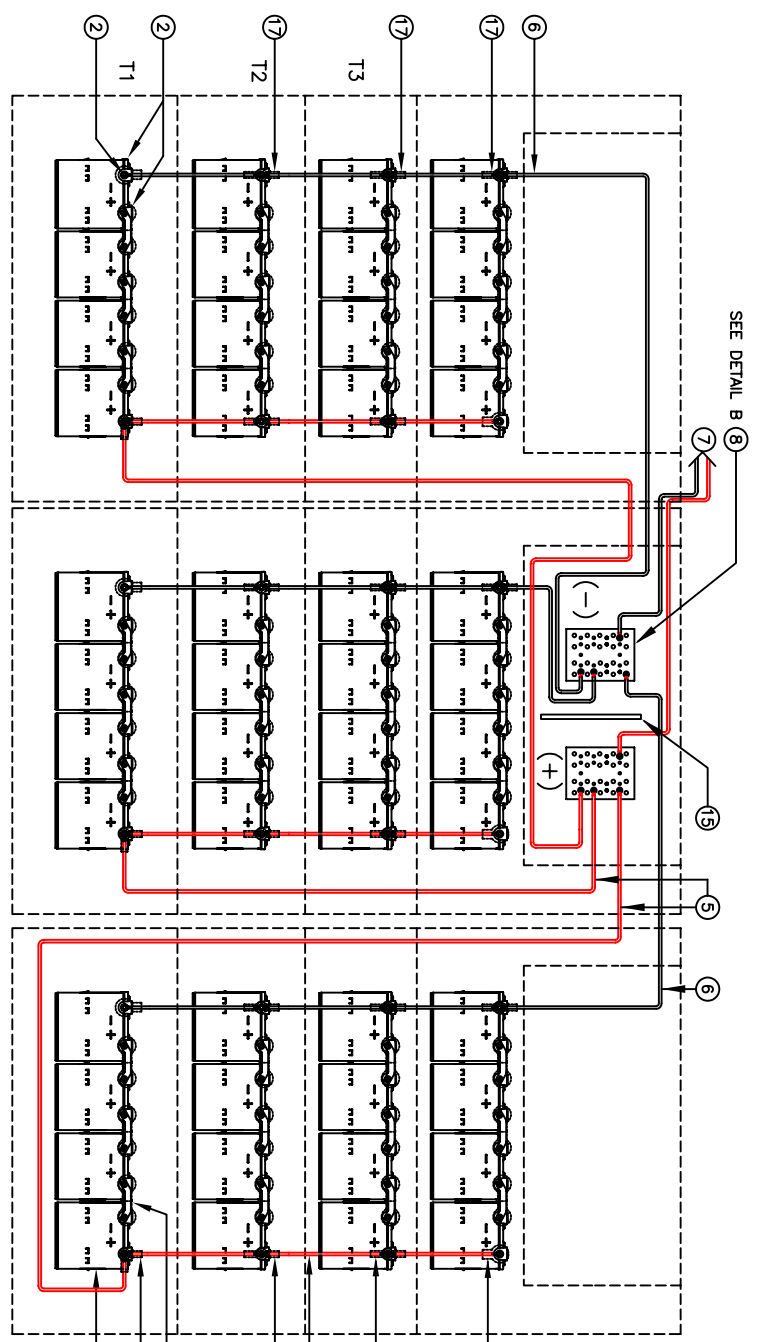 2
2
17
17
17
6
T1
T2
T3
SEE DETAIL B 8
7
(-)
(+)
15
5
6
- + - + - + - +
- + - + - + - +
- + - + - + - +
- + - + - + - +
- + - + - + - +
- + - + - + - +
- + - + - + - +
- + - + - + - +
- + - + - + - +
- + - + - + - +
- + - + - + - +
- + - + - + - +